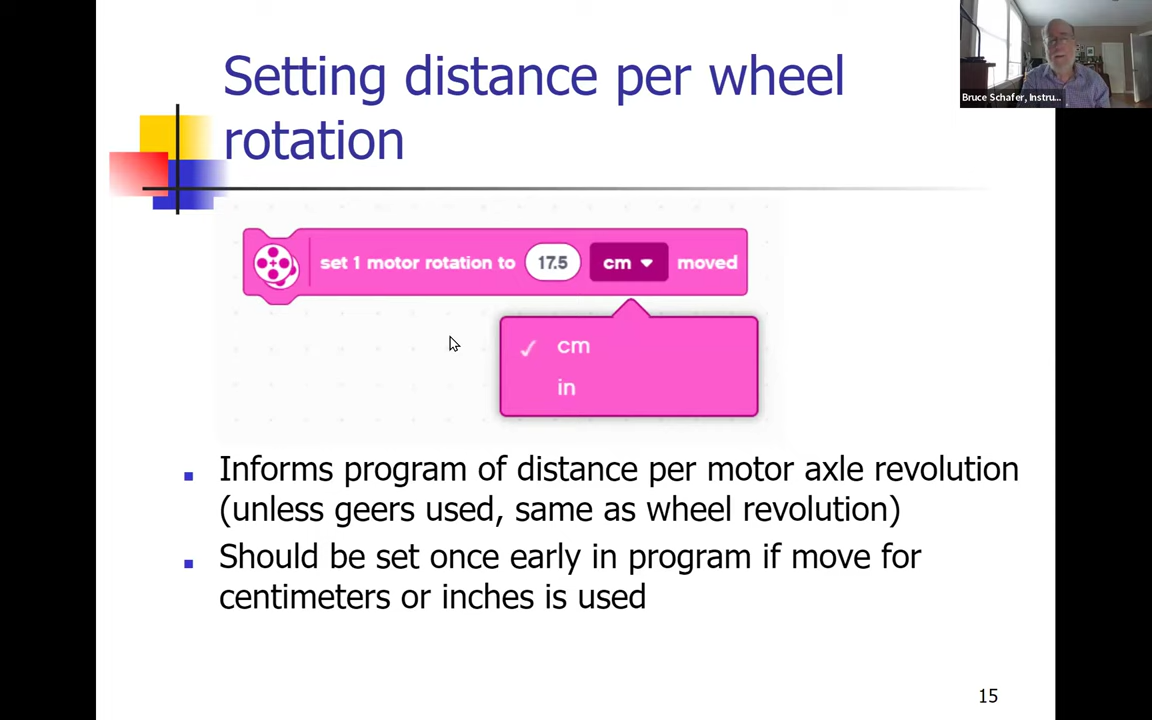 Setting distance per wheel
rotation
Bruce Schafer, Instru...
set 1 motor rotation to 17.5 cm moved
cm
in
Informs program of distance per motor axle revolution
(unless geers used, same as wheel revolution)
Should be set once early in program if move for
centimeters or inches is used
15